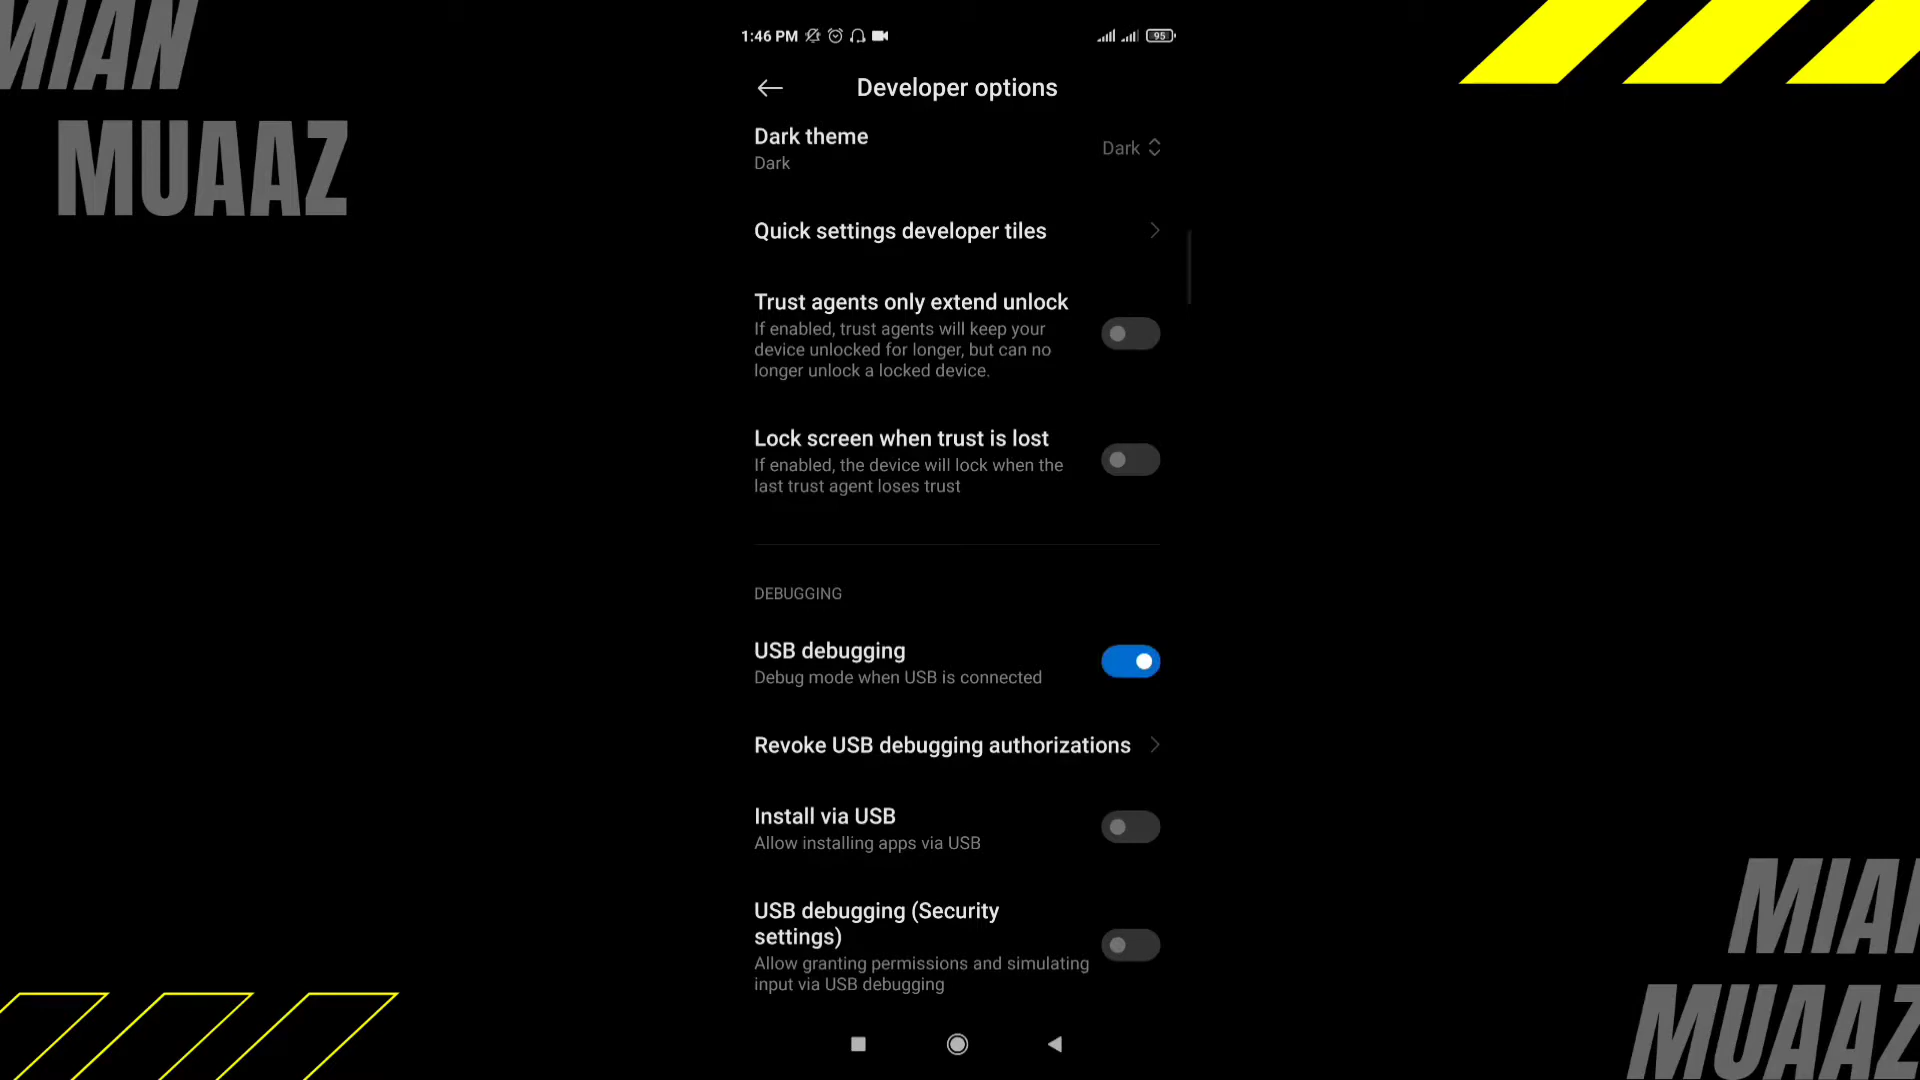 MIAN
MUAAZ
1:46 PM
95
Developer options
Dark theme
Dark
Dark
Quick settings developer tiles
Trust agents only extend unlock
If enabled, trust agents will keep your
device unlocked for longer, but can no
longer unlock a locked device.
Lock screen when trust is lost
If enabled, the device will lock when the
last trust agent loses trust
DEBUGGING
USB debugging
Debug mode when USB is connected
Revoke USB debugging authorizations
Install via USB
Allow installing apps via USB
USB debugging (Security
settings)
Allow granting permissions and simulating
input via USB debugging
MIAN
MUAAZ